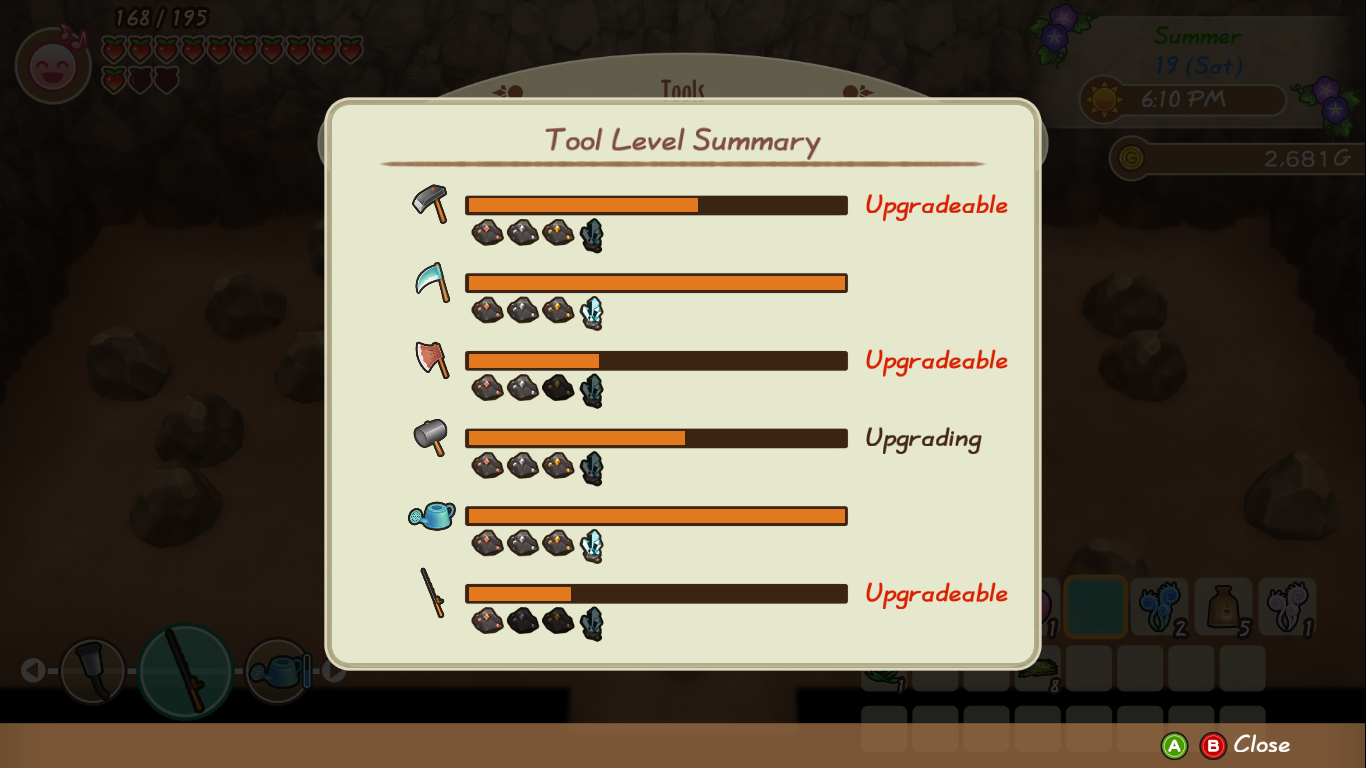 168 / 195
Summer
19 (Sat)
6:10 PM
2,681G
Tools
Tool Level Summary
Upgradeable
Upgradeable
Upgrading
Upgradeable
1
2
5
1
1
8
A B Close